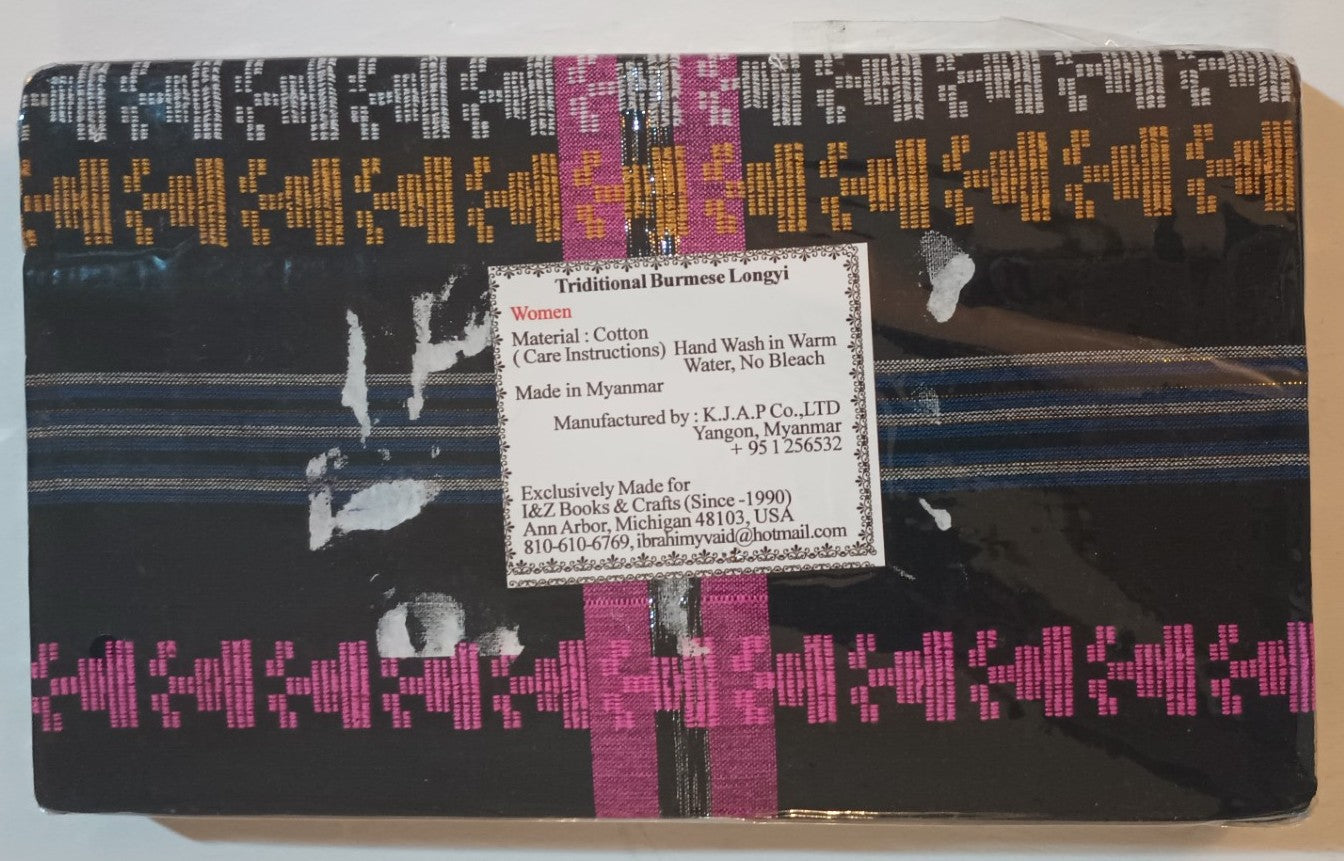 Triditional Burmese Longyi
Women
Material : Cotton
( Care Instructions) Hand Wash in Warm
Water, No Bleach
Made in Myanmar
Manufactured by : K.J.A.P Co.,LTD
Yangon, Myanmar
+ 95 1 256532
Exclusively Made for
I&Z Books & Crafts (Since -1990)
Ann Arbor, Michigan 48103, USA
810-610-6769, ibrahimyvaid@hotmail.com